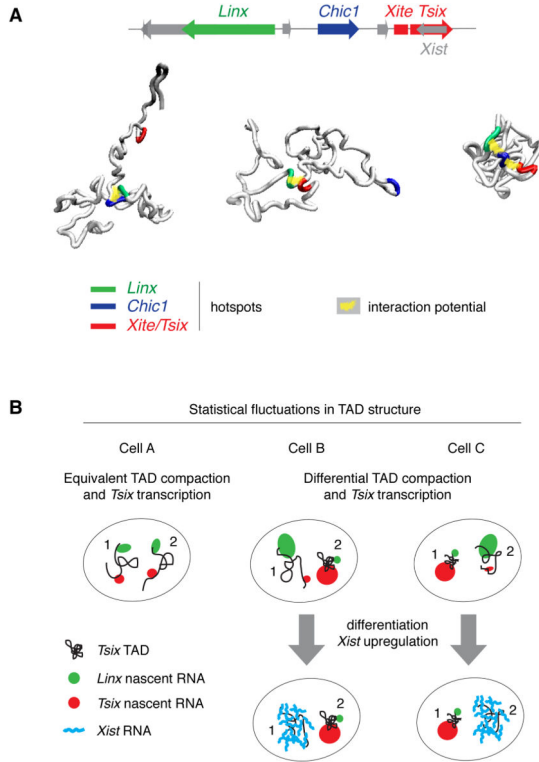 A
Linx Chic1 Xite Tsix
Xist
Linx
Chic1 hotspots interaction potential
Xite/Tsix
B
Statistical fluctuations in TAD structure
Cell A Cell B Cell C
Equivalent TAD compaction Differential TAD compaction
and Tsix transcription and Tsix transcription
1 2 1 2 1 2
differentiation
Xist upregulation
Tsix TAD
Linx nascent RNA
Tsix nascent RNA
Xist RNA
1 2 1 2